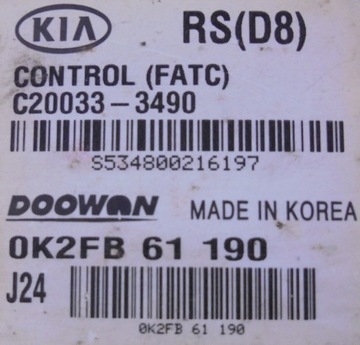 KIA RS(D8)
CONTROL (FATC)
C20033-3490
S534800216197
DOOWON MADE IN KOREA
0K2FB 61 190
J24
0K2FB 61 190